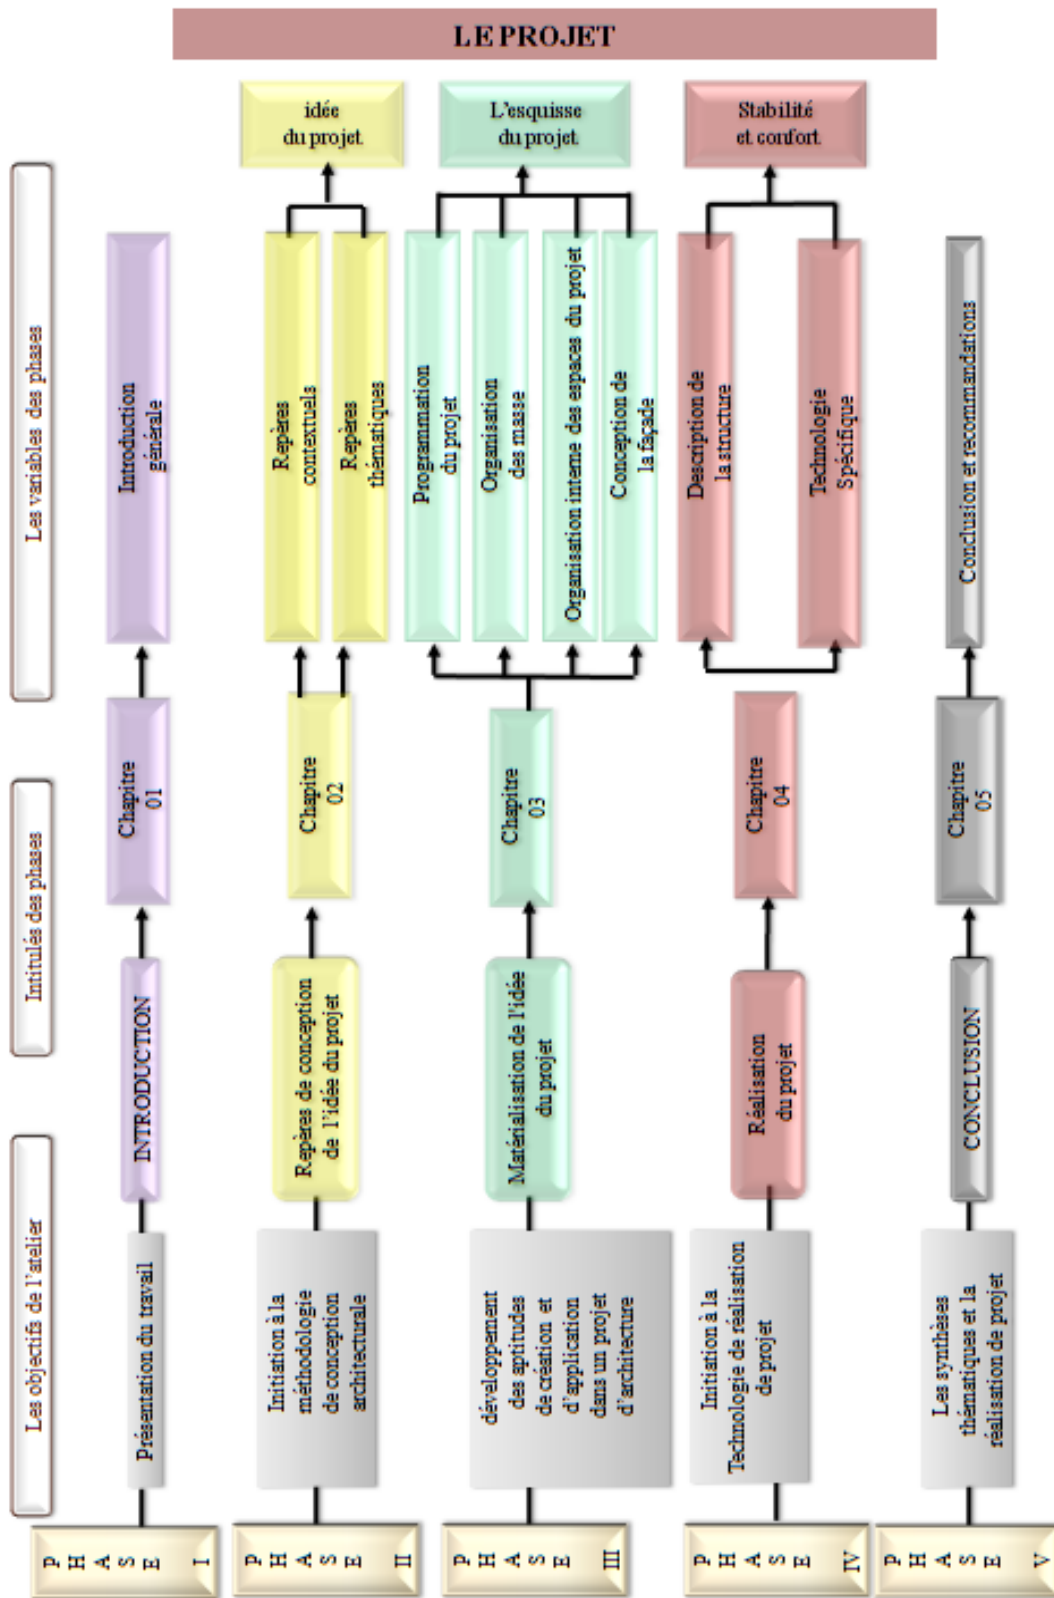 LE PROJET
Les objectifs de l'atelier
Intitulés des phases
Les variables des phases
P
H
A
S
E
I
Présentation du travail
INTRODUCTION
Chapitre
01
Introduction
générale
P
H
A
S
E
II
Initiation à la
méthodologie
de conception
architecturale
Repères de conception
de l'idée du projet
Chapitre
02
Repères
contextuels
Repères
thématiques
idée
du projet
P
H
A
S
E
III
développement
des aptitudes
de création et
d'application
dans un projet
d'architecture
Matérialisation de l'idée
du projet
Chapitre
03
Programmation
du projet
Organisation
des masse
Organisation interne des espaces du projet
Conception de
la façade
L'esquisse
du projet
P
H
A
S
E
IV
Initiation à la
Technologie de réalisation
de projet
Réalisation
du projet
Chapitre
04
Description de
la structure
Technologie
Spécifique
Stabilité
et confort
P
H
A
S
E
V
Les synthèses
thématiques et la
réalisation de projet
CONCLUSION
Chapitre
05
Conclusion et recommandations